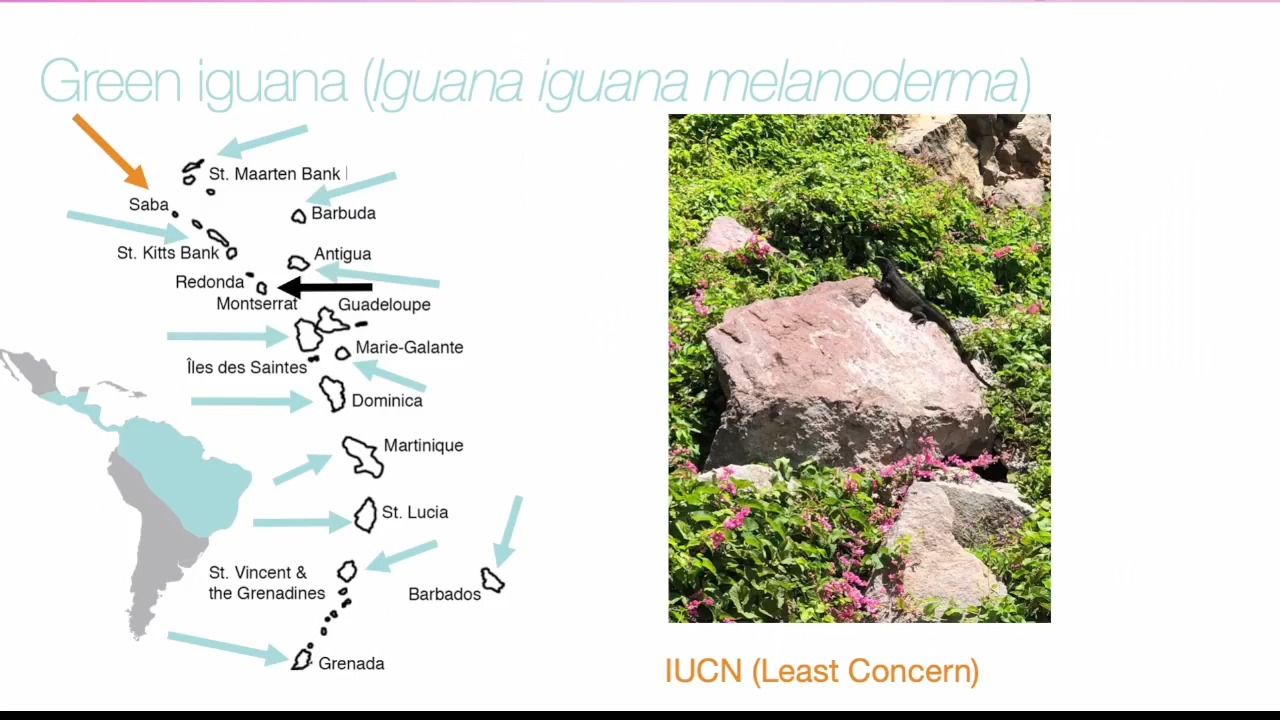 Green iguana (Iguana iguana melanoderma)
St. Maarten Bank
Saba
Barbuda
St. Kitts Bank
Antigua
Redonda
Montserrat
Guadeloupe
Marie-Galante
Îles des Saintes
Dominica
Martinique
St. Lucia
St. Vincent &
the Grenadines
Barbados
Grenada
IUCN (Least Concern)